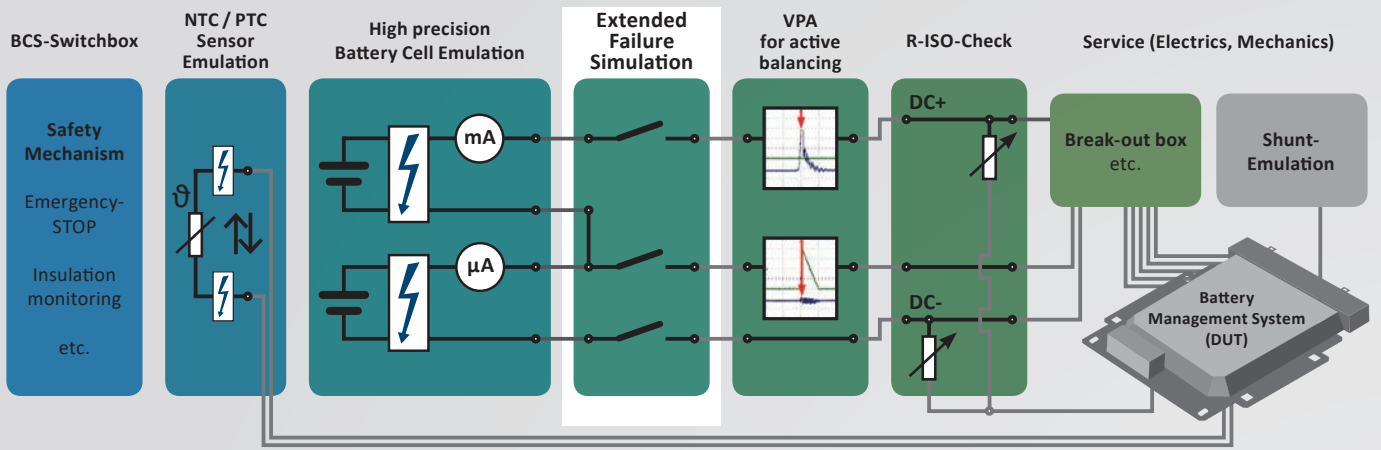 BCS-Switchbox
NTC / PTC
Sensor
Emulation
High precision
Battery Cell Emulation
Extended
Failure
Simulation
VPA
for active
balancing
R-ISO-Check
Service (Electrics, Mechanics)
Safety
Mechanism
Emergency-
STOP
Insulation
monitoring
etc.
ϑ
mA
µA
DC+
DC-
Break-out box
etc.
Shunt-
Emulation
Battery
Management System
(DUT)